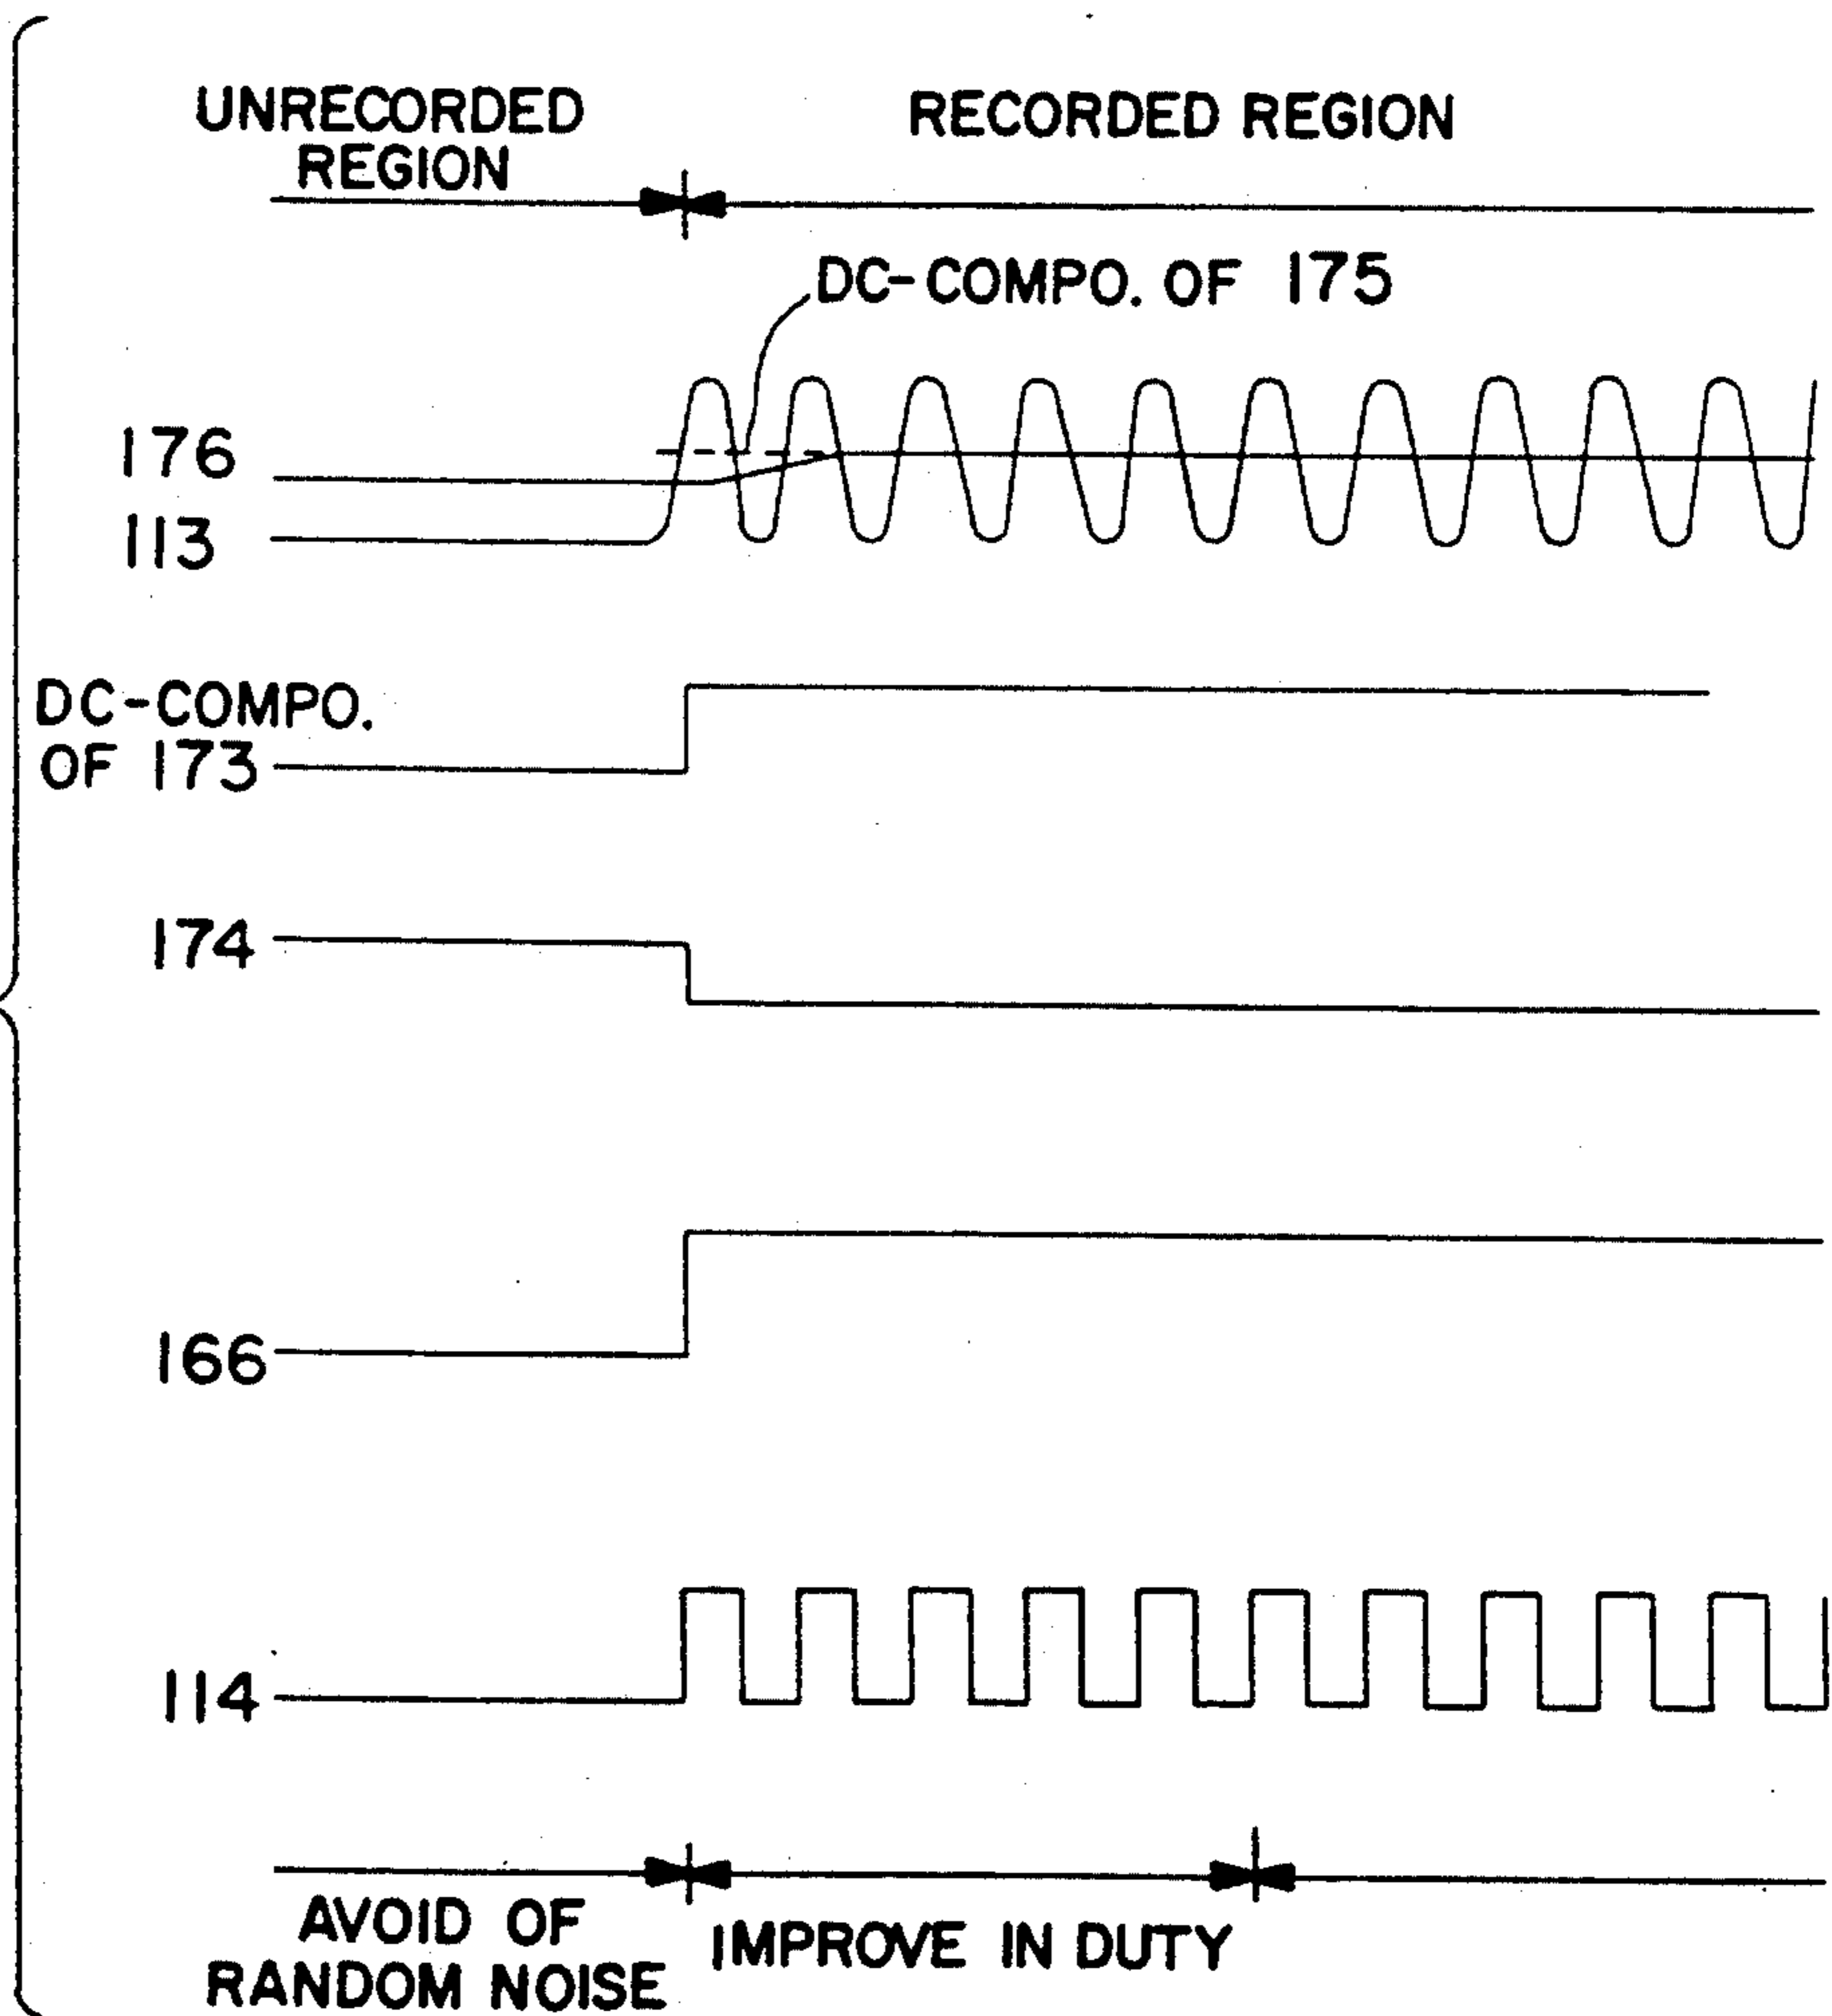 UNRECORDED
REGION
RECORDED REGION
DC-COMPO. OF 175
176
113
DC-COMPO.
OF 173
174
166
114
AVOID OF
RANDOM NOISE
IMPROVE IN DUTY